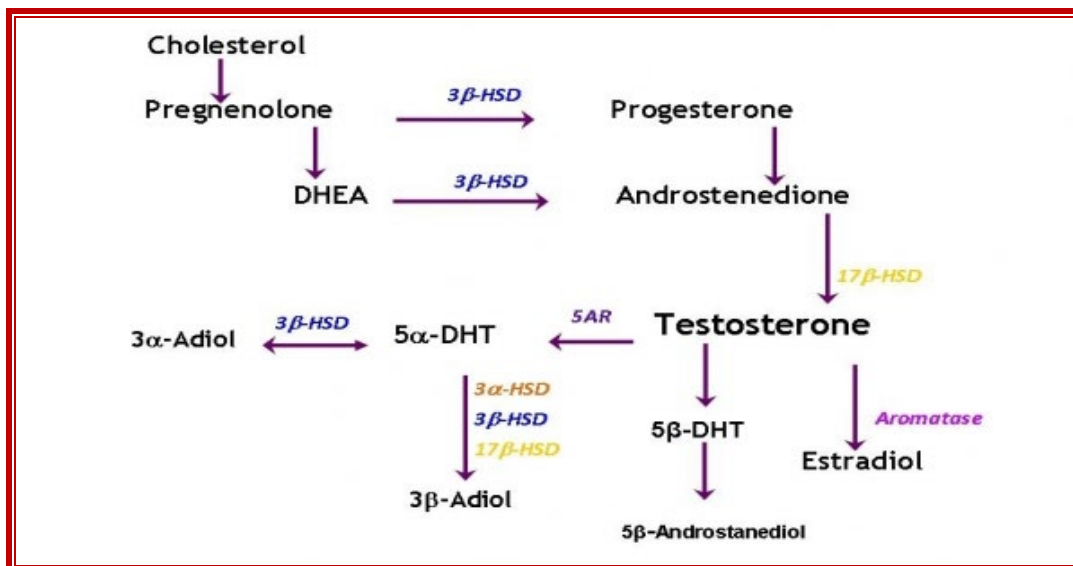 Cholesterol
3β-HSD
Pregnenolone
Progesterone
3β-HSD
DHEA
Androstenedione
17β-HSD
3α-Adiol
3β-HSD
5α-DHT
5AR
Testosterone
3α-HSD
3β-HSD
17β-HSD
5β-DHT
Aromatase
Estradiol
3β-Adiol
5β-Androstanediol